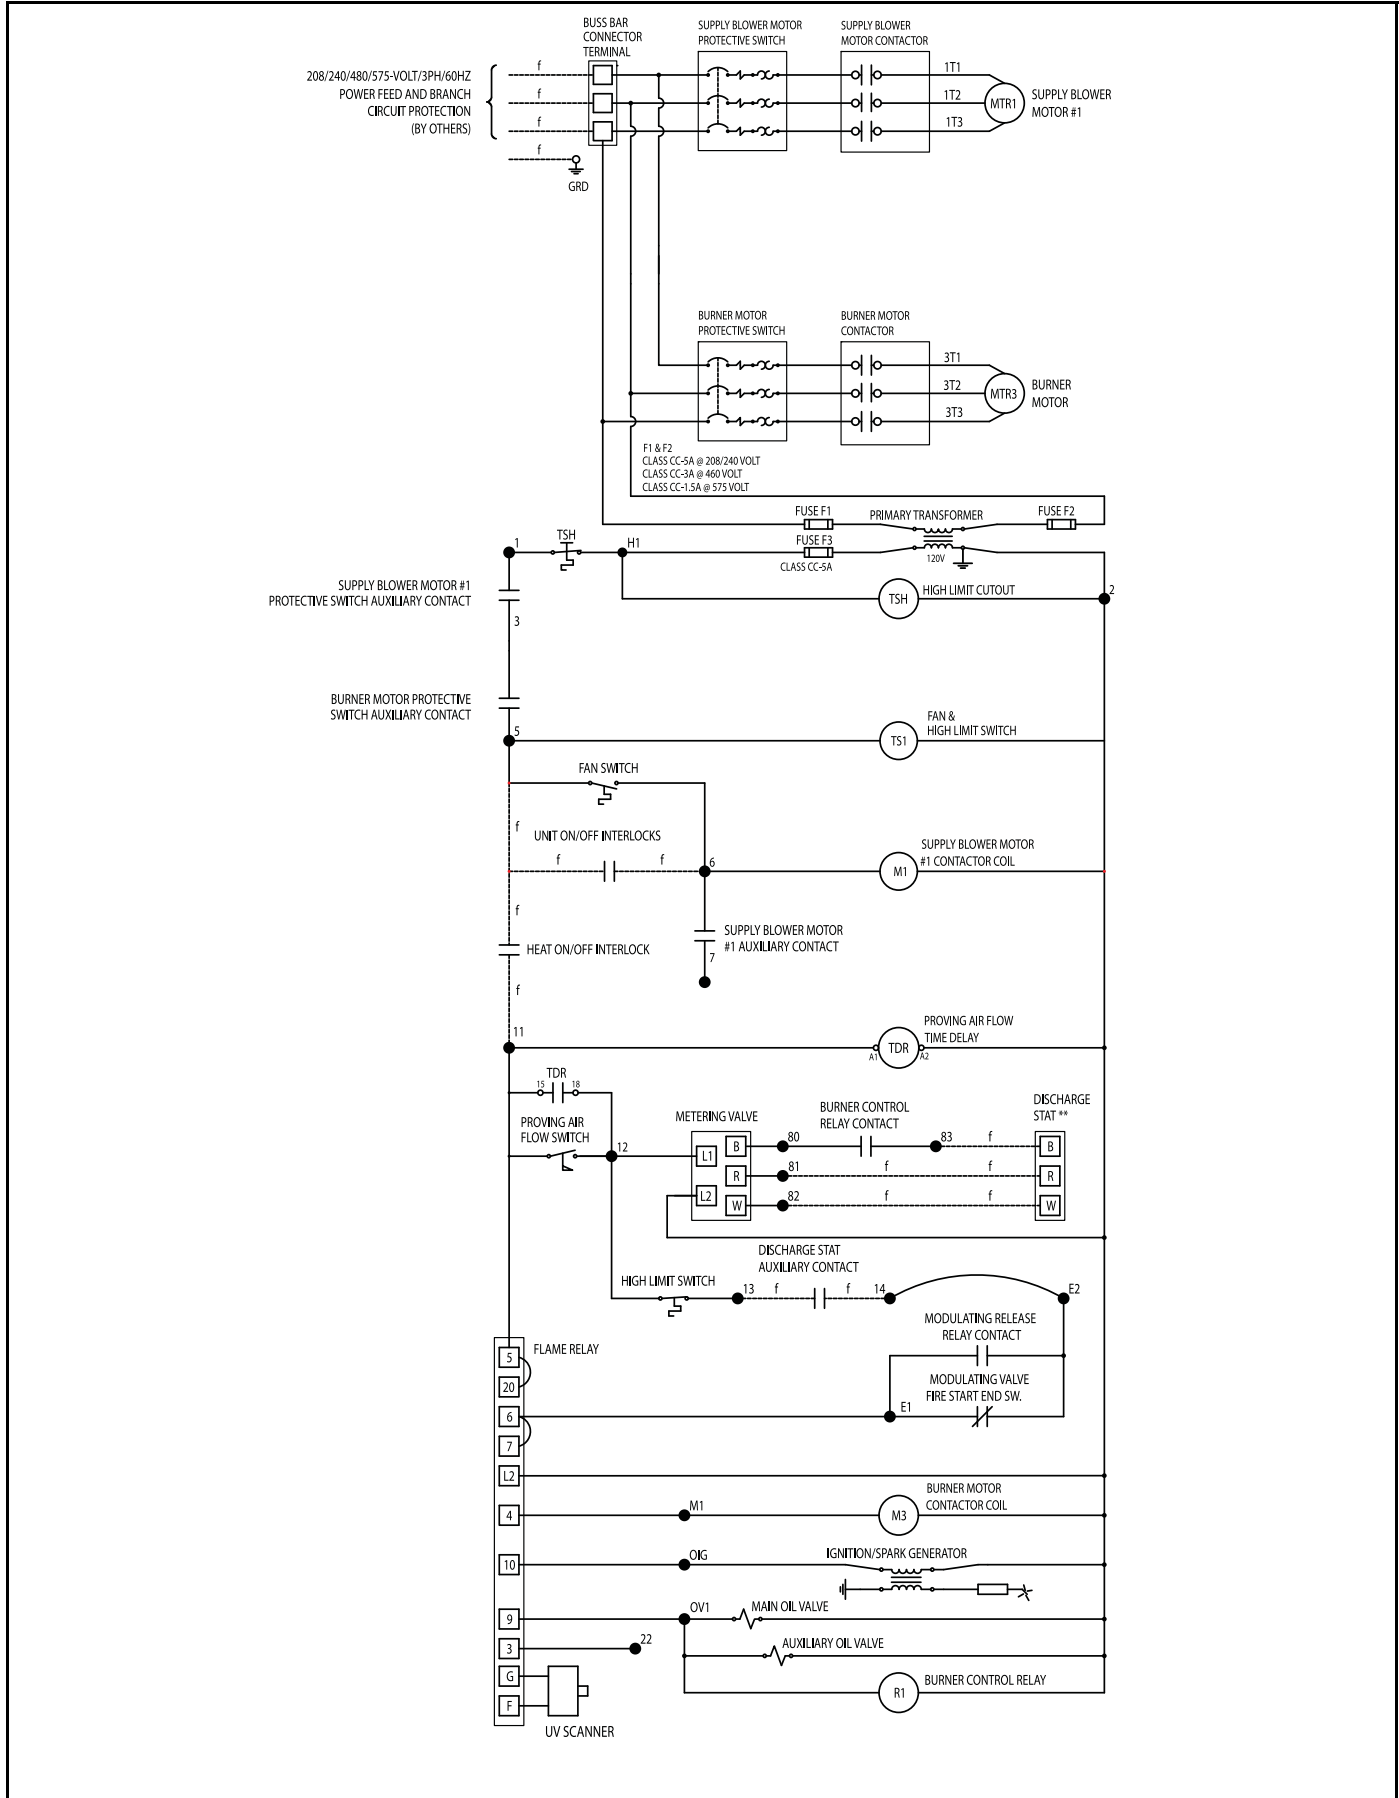 BUSS BAR
CONNECTOR
TERMINAL
SUPPLY BLOWER MOTOR
PROTECTIVE SWITCH
SUPPLY BLOWER
MOTOR CONTACTOR
208/240/480/575-VOLT/3PH/60HZ
POWER FEED AND BRANCH
CIRCUIT PROTECTION
(BY OTHERS)
f
f
f
f
GRD
1T1
1T2
1T3
MTR1
SUPPLY BLOWER
MOTOR #1
BURNER MOTOR
PROTECTIVE SWITCH
BURNER MOTOR
CONTACTOR
3T1
3T2
3T3
MTR3
BURNER
MOTOR
F1 & F2
CLASS CC-5A @ 208/240 VOLT
CLASS CC-3A @ 460 VOLT
CLASS CC-1.5A @ 575 VOLT
FUSE F1
PRIMARY TRANSFORMER
FUSE F2
1
TSH
H1
FUSE F3
CLASS CC-5A
120V
SUPPLY BLOWER MOTOR #1
PROTECTIVE SWITCH AUXILIARY CONTACT
TSH
HIGH LIMIT CUTOUT
2
3
BURNER MOTOR PROTECTIVE
SWITCH AUXILIARY CONTACT
5
TS1
FAN &
HIGH LIMIT SWITCH
FAN SWITCH
f
UNIT ON/OFF INTERLOCKS
f
f
6
M1
SUPPLY BLOWER MOTOR
#1 CONTACTOR COIL
f
HEAT ON/OFF INTERLOCK
SUPPLY BLOWER MOTOR
#1 AUXILIARY CONTACT
7
f
11
A1
TDR
A2
PROVING AIR FLOW
TIME DELAY
TDR
15
18
PROVING AIR
FLOW SWITCH
12
METERING VALVE
BURNER CONTROL
RELAY CONTACT
DISCHARGE
STAT **
L1
B
80
83
f
B
R
81
f
f
R
L2
W
82
f
f
W
HIGH LIMIT SWITCH
DISCHARGE STAT
AUXILIARY CONTACT
13
f
f
14
E2
MODULATING RELEASE
RELAY CONTACT
MODULATING VALVE
FIRE START END SW.
E1
FLAME RELAY
5
20
6
7
L2
4
M1
M3
BURNER MOTOR
CONTACTOR COIL
10
OIG
IGNITION/SPARK GENERATOR
9
OV1
MAIN OIL VALVE
3
22
AUXILIARY OIL VALVE
G
F
R1
BURNER CONTROL RELAY
UV SCANNER